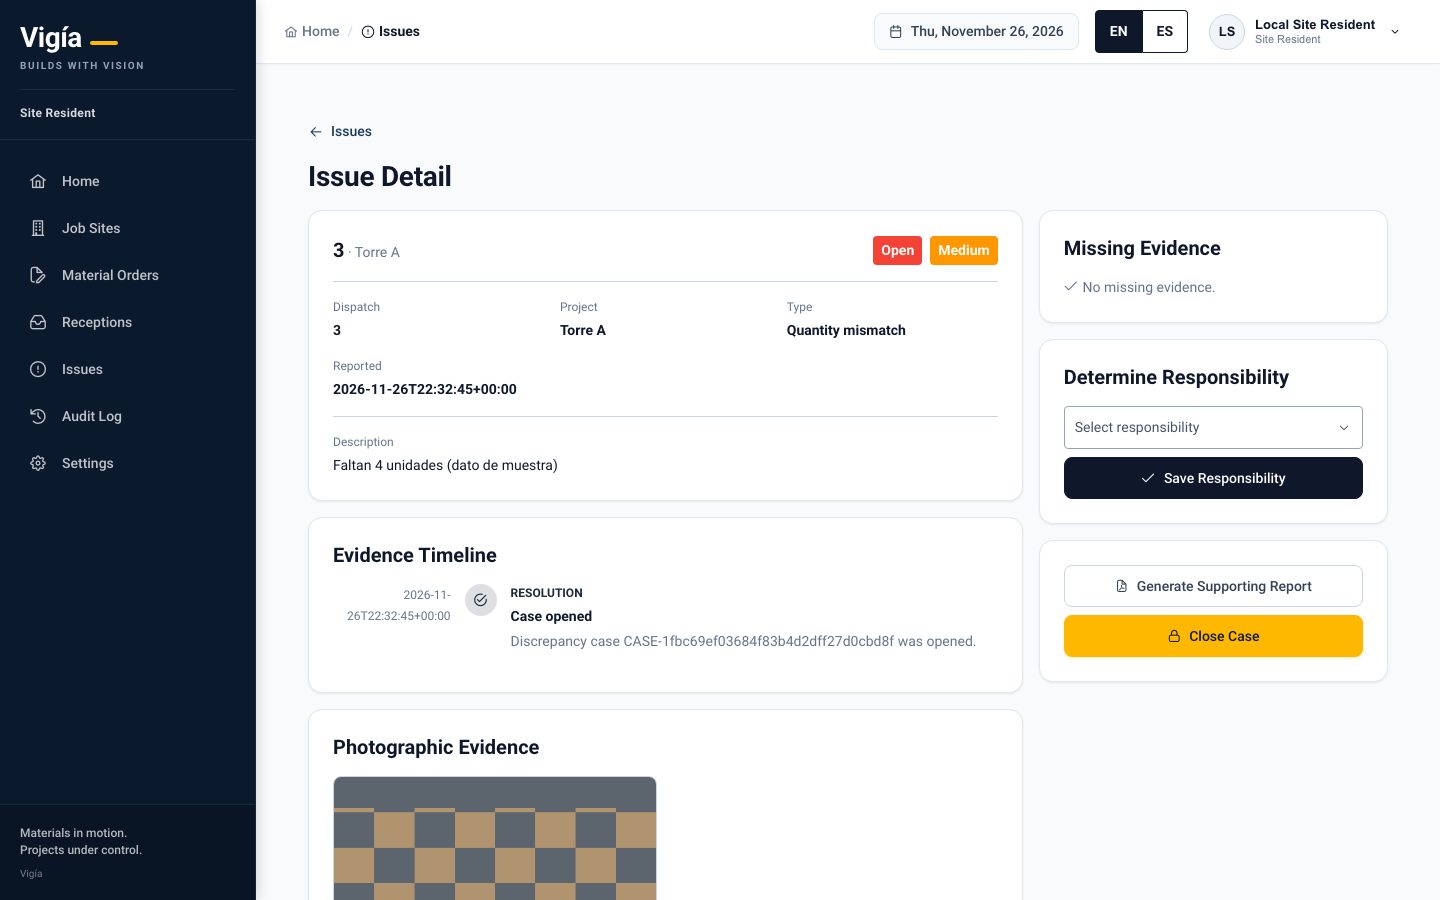 Vigía
BUILDS WITH VISION
Site Resident
Home
Job Sites
Material Orders
Receptions
Issues
Audit Log
Settings
Materials in motion.
Projects under control.
Vigía
Home / Issues
Thu, November 26, 2026
EN ES
LS
Local Site Resident
Site Resident
Issues
Issue Detail
3 · Torre A
Open Medium
Dispatch
3
Project
Torre A
Type
Quantity mismatch
Reported
2026-11-26T22:32:45+00:00
Description
Faltan 4 unidades (dato de muestra)
Evidence Timeline
2026-11-
26T22:32:45+00:00
RESOLUTION
Case opened
Discrepancy case CASE-1fbc69ef03684f83b4d2dff27d0cbd8f was opened.
Photographic Evidence
Missing Evidence
No missing evidence.
Determine Responsibility
Select responsibility
Save Responsibility
Generate Supporting Report
Close Case